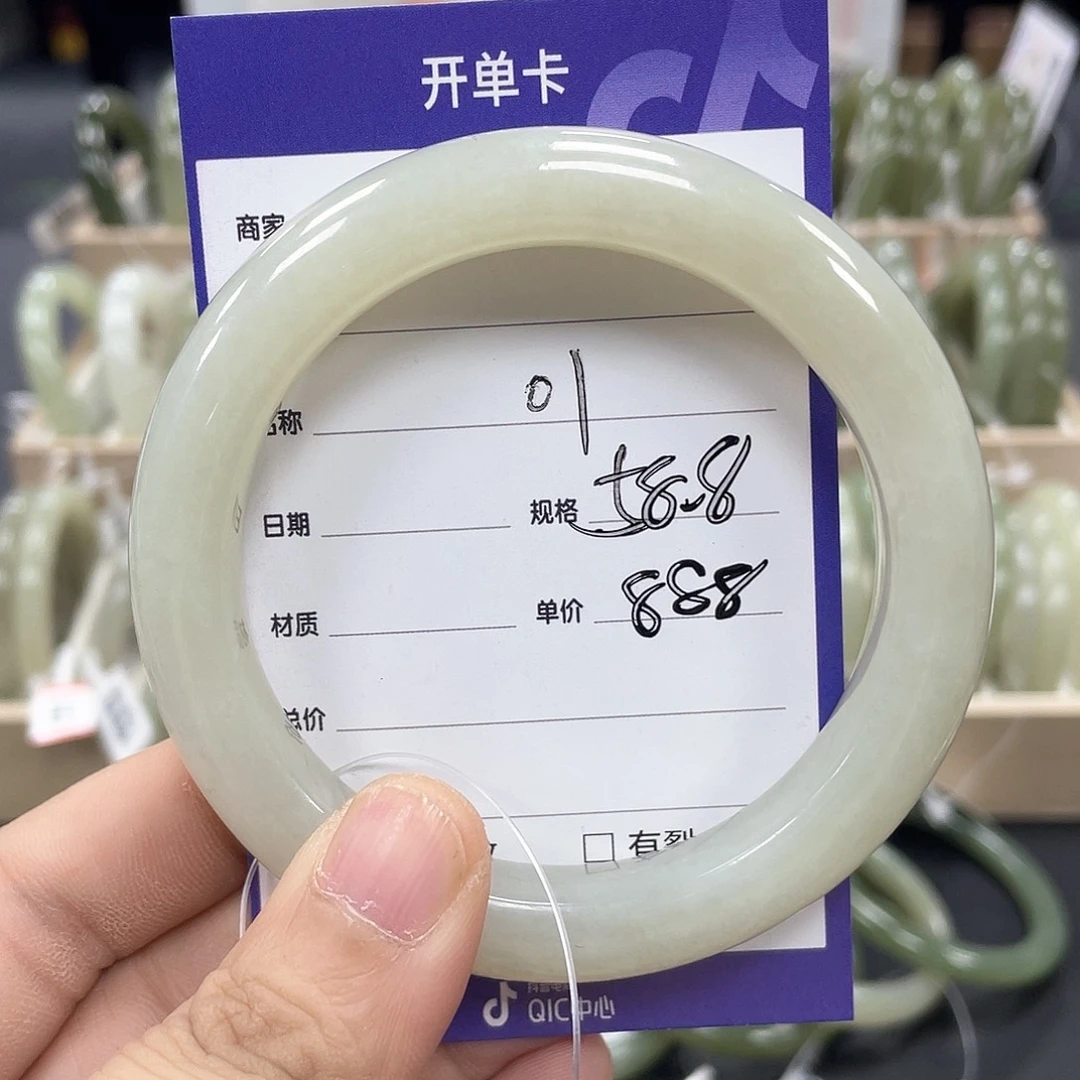 开单卡
商家
01
称
日期
规格 58.8
材质
单价 888
总价
□ 有裂
QIC中心